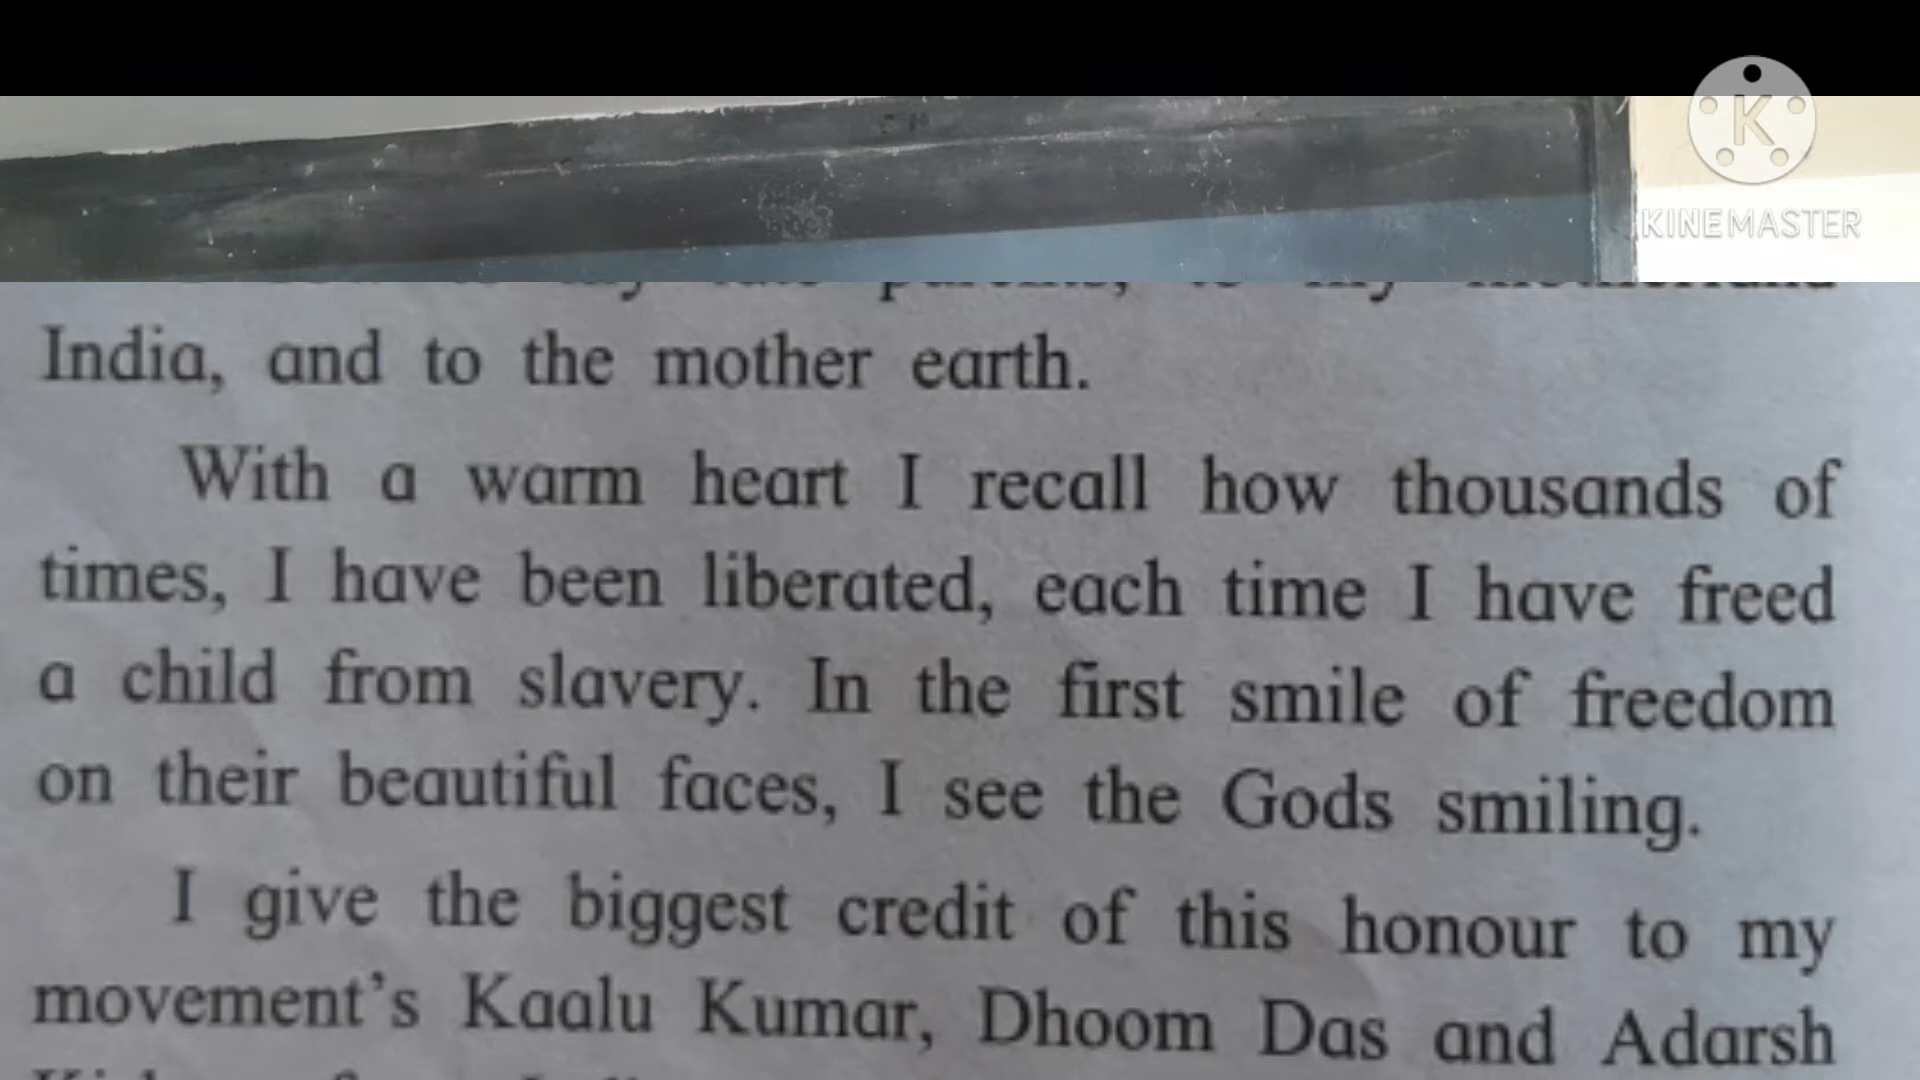 KINEMASTER
India, and to the mother earth.
With a warm heart I recall how thousands of
times, I have been liberated, each time I have freed
a child from slavery. In the first smile of freedom
on their beautiful faces, I see the Gods smiling.
I give the biggest credit of this honour to my
movement's Kaalu Kumar, Dhoom Das and Adarsh